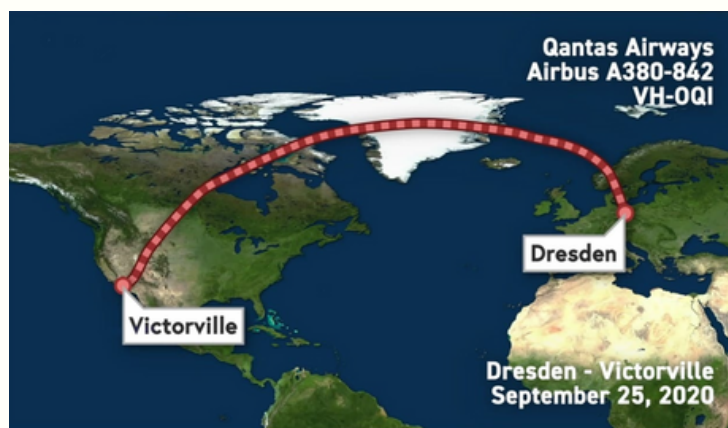 Qantas Airways
Airbus A380-842
VH-OQI
Dresden
Victorville
Dresden - Victorville
September 25, 2020